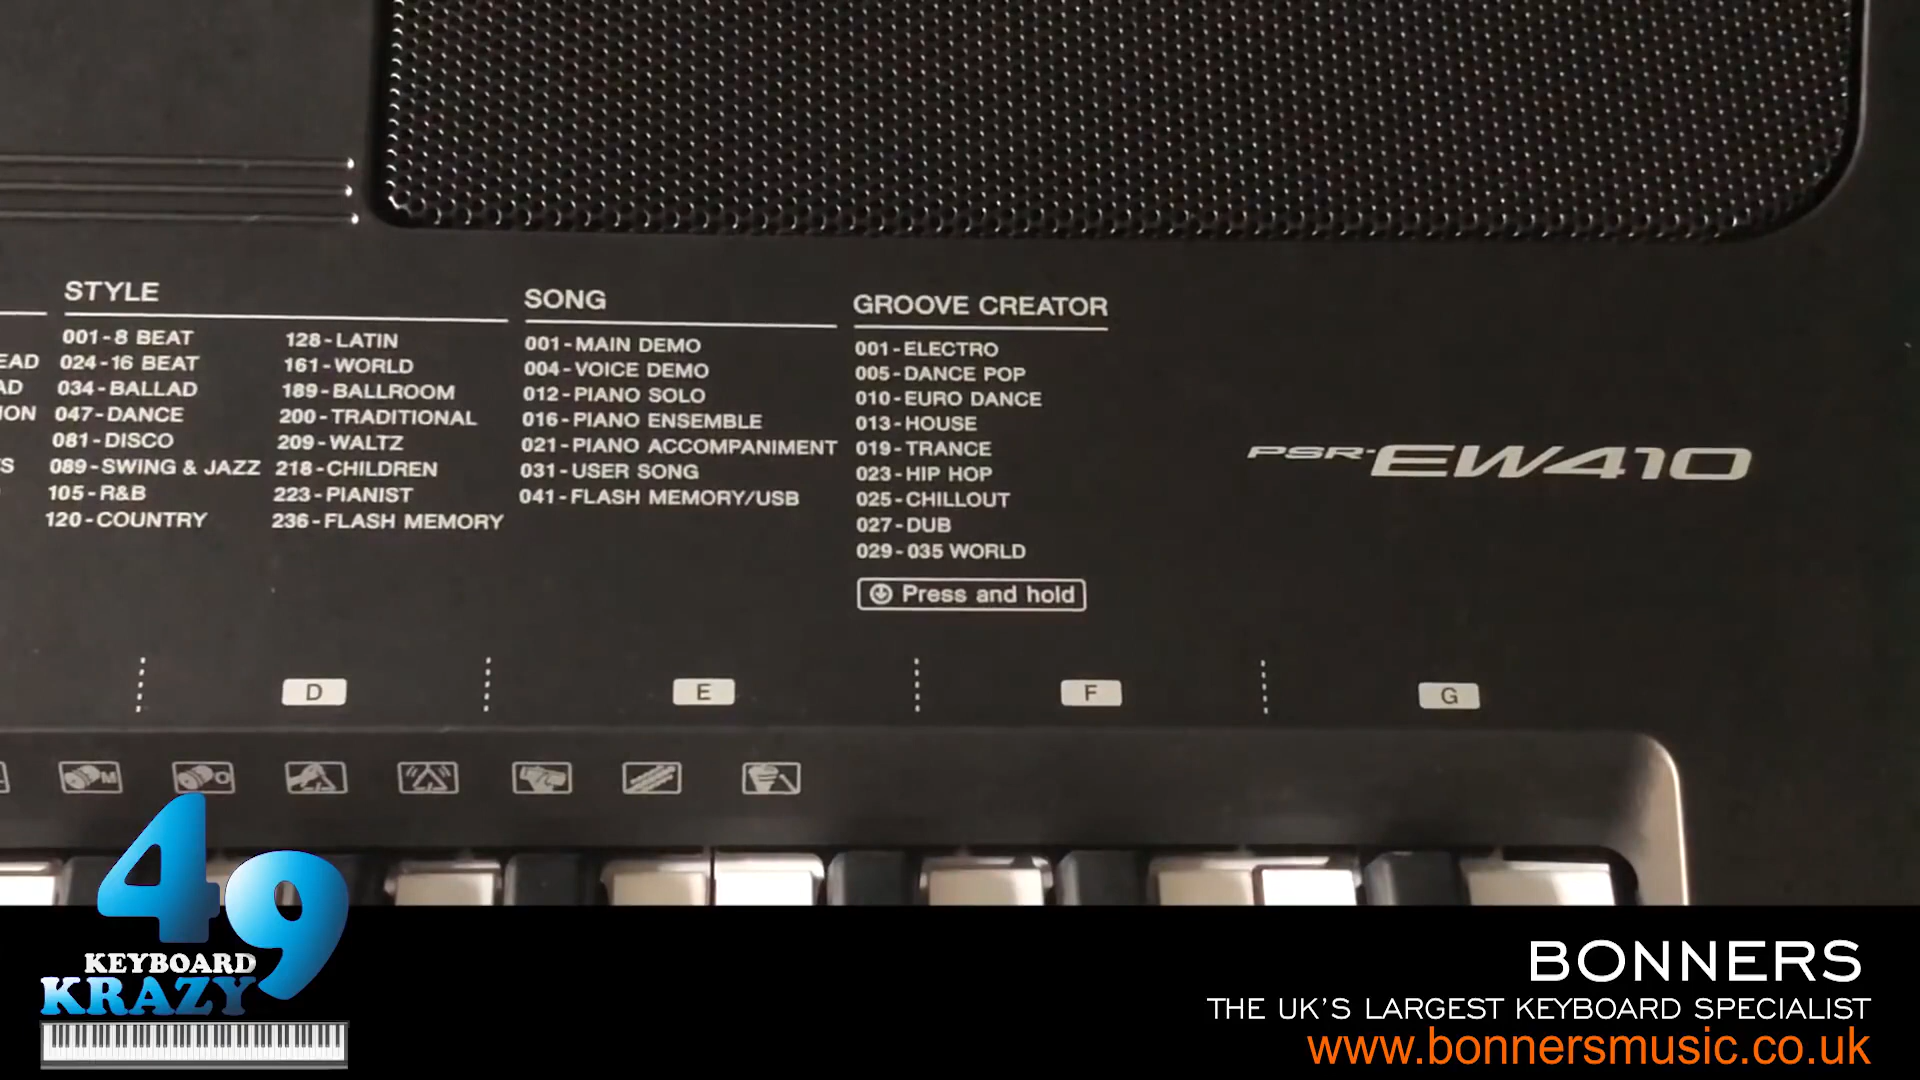 STYLE
001-8 BEAT
024-16 BEAT
034-BALLAD
047-DANCE
081-DISCO
089-SWING & JAZZ
105-R&B
120-COUNTRY
128-LATIN
161-WORLD
189-BALLROOM
200-TRADITIONAL
209-WALTZ
218-CHILDREN
223-PIANIST
236-FLASH MEMORY
SONG
001-MAIN DEMO
004-VOICE DEMO
012-PIANO SOLO
016-PIANO ENSEMBLE
021-PIANO ACCOMPANIMENT
031-USER SONG
041-FLASH MEMORY/USB
GROOVE CREATOR
001-ELECTRO
005-DANCE POP
010-EURO DANCE
013-HOUSE
019-TRANCE
023-HIP HOP
025-CHILLOUT
027-DUB
029-035 WORLD
Press and hold
PSR-EW410
D
E
F
G
M
O
49
KEYBOARD
KRAZY
BONNERS
THE UK'S LARGEST KEYBOARD SPECIALIST
www.bonnersmusic.co.uk